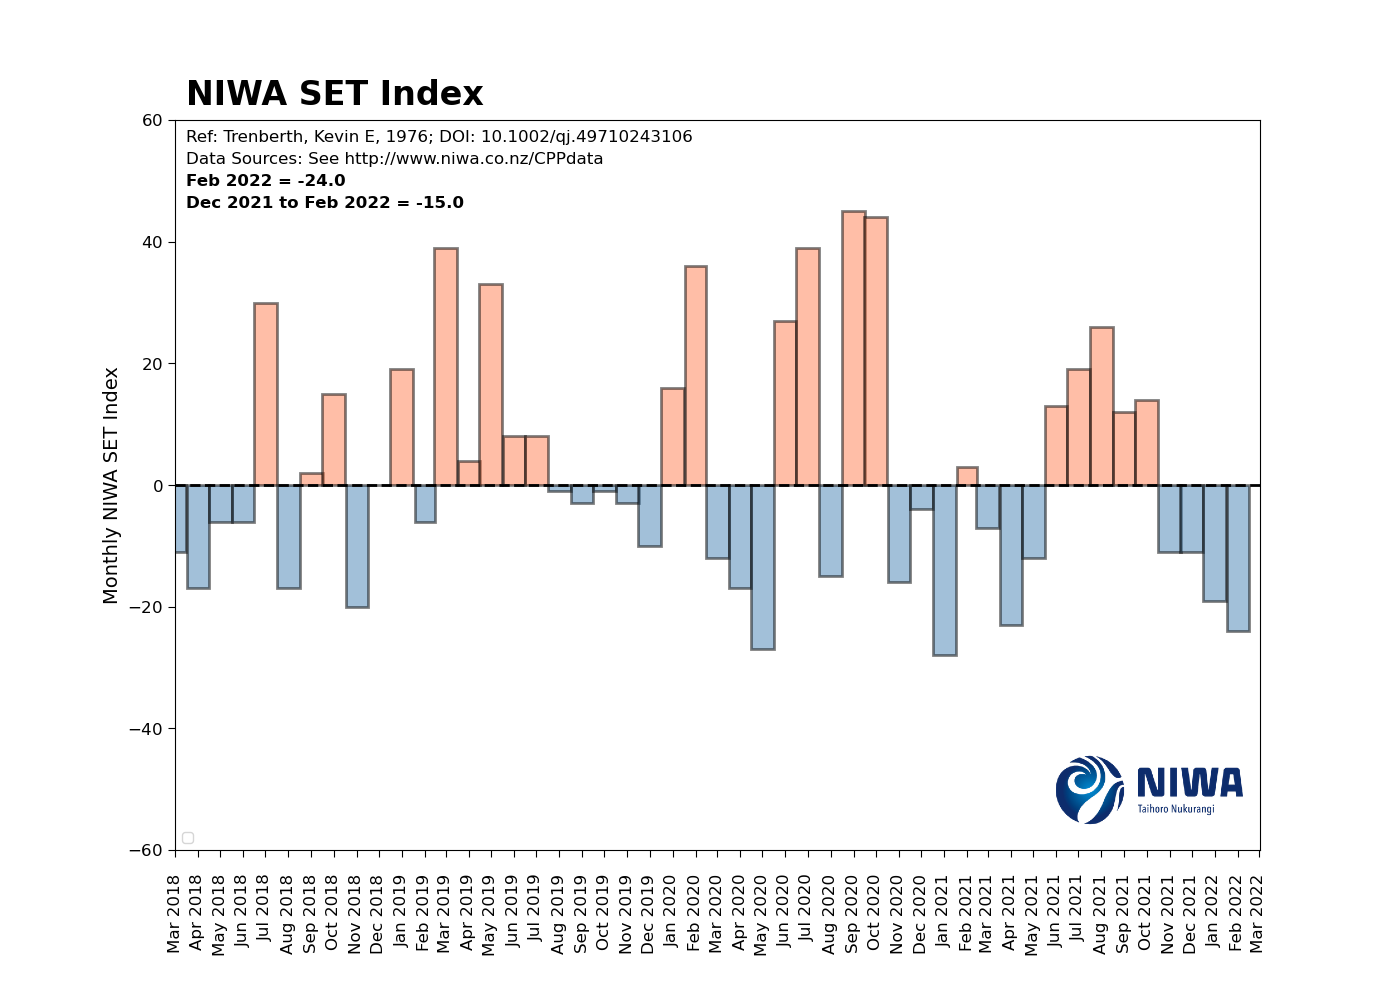 NIWA SET Index
60
Ref: Trenberth, Kevin E, 1976; DOI: 10.1002/qj.49710243106
Data Sources: See http://www.niwa.co.nz/CPPdata
Feb 2022 = -24.0
Dec 2021 to Feb 2022 = -15.0
40
20
0
−20
−40
−60
Monthly NIWA SET Index
NIWA
Taihoro Nukurangi
Mar 2018
Apr 2018
May 2018
Jun 2018
Jul 2018
Aug 2018
Sep 2018
Oct 2018
Nov 2018
Dec 2018
Jan 2019
Feb 2019
Mar 2019
Apr 2019
May 2019
Jun 2019
Jul 2019
Aug 2019
Sep 2019
Oct 2019
Nov 2019
Dec 2019
Jan 2020
Feb 2020
Mar 2020
Apr 2020
May 2020
Jun 2020
Jul 2020
Aug 2020
Sep 2020
Oct 2020
Nov 2020
Dec 2020
Jan 2021
Feb 2021
Mar 2021
Apr 2021
May 2021
Jun 2021
Jul 2021
Aug 2021
Sep 2021
Oct 2021
Nov 2021
Dec 2021
Jan 2022
Feb 2022
Mar 2022